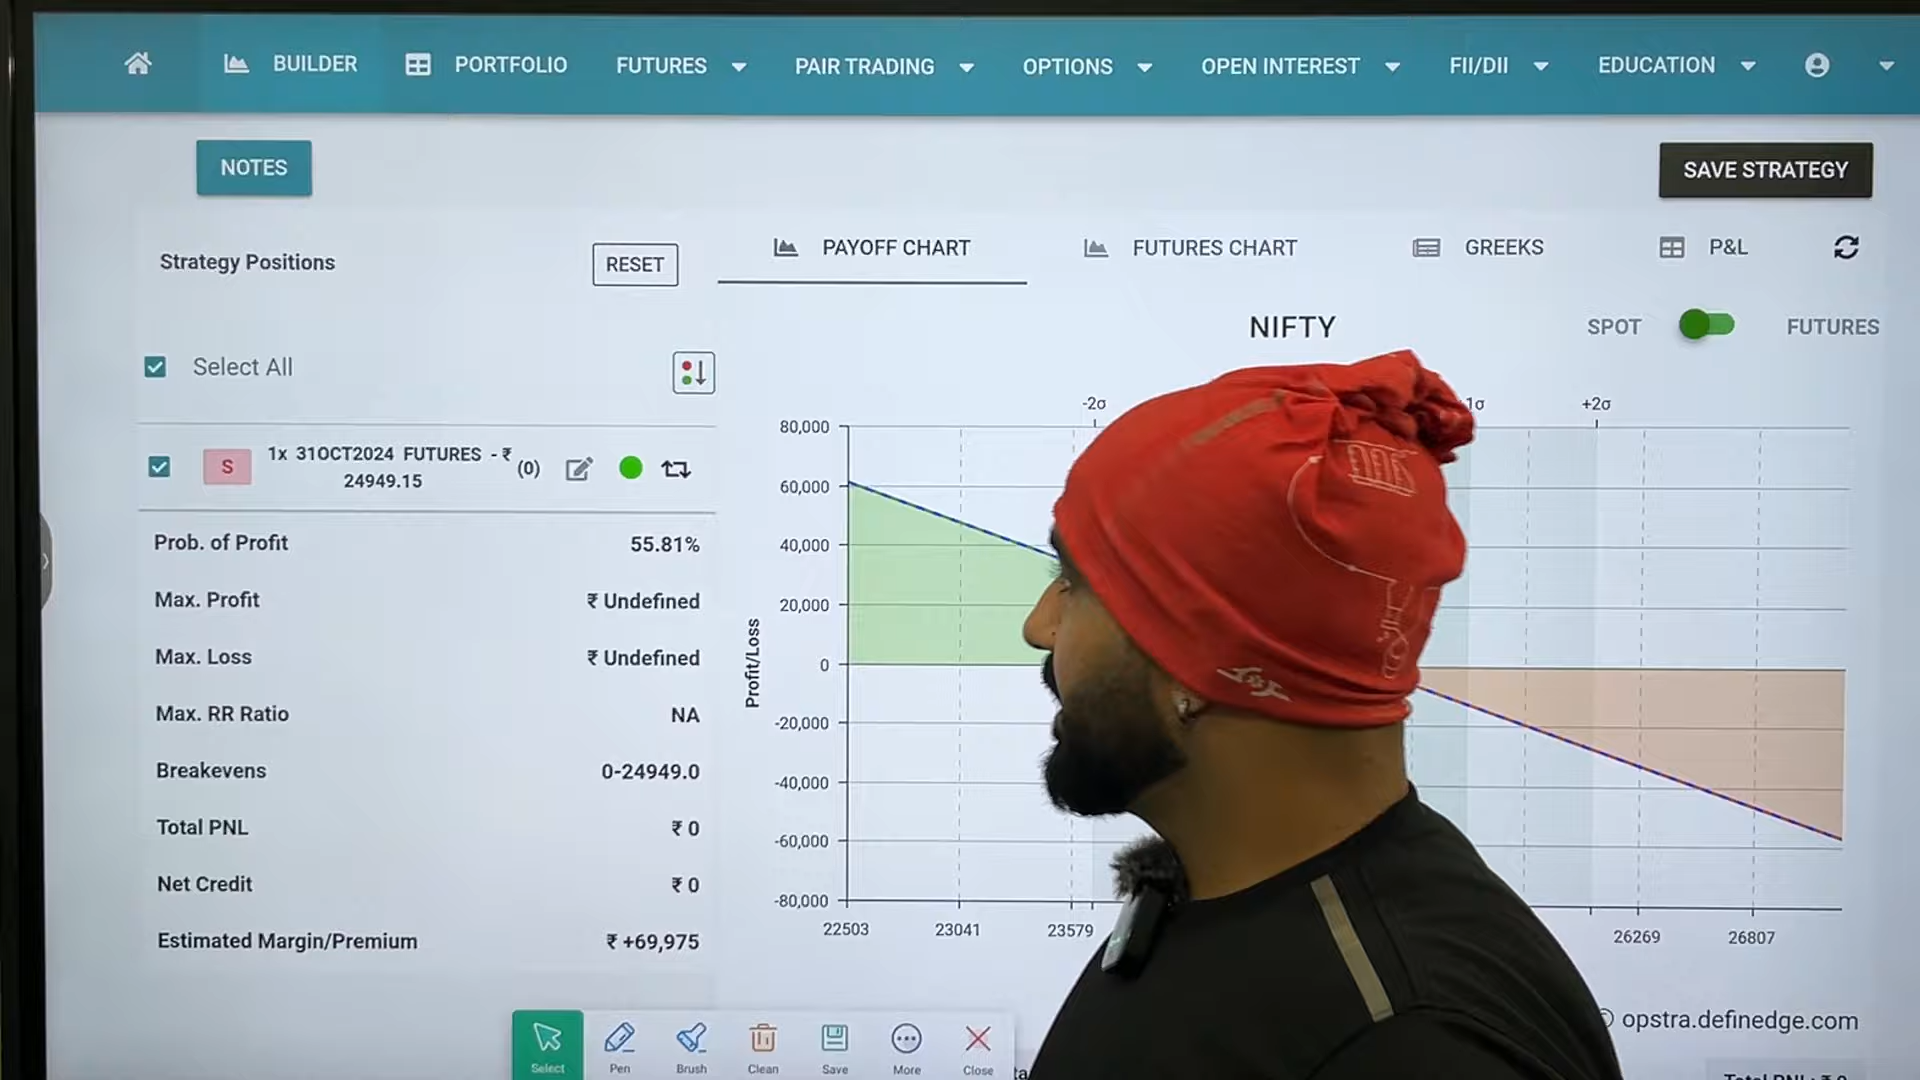 BUILDER PORTFOLIO FUTURES PAIR TRADING OPTIONS OPEN INTEREST FII/DII EDUCATION
NOTES
SAVE STRATEGY
Strategy Positions
RESET
PAYOFF CHART
FUTURES CHART
GREEKS
P&L
NIFTY
SPOT
FUTURES
Select All
S
1x 31OCT2024 FUTURES - ₹
24949.15
(0)
Prob. of Profit 55.81%
Max. Profit ₹ Undefined
Max. Loss ₹ Undefined
Max. RR Ratio NA
Breakevens 0-24949.0
Total PNL ₹ 0
Net Credit ₹ 0
Estimated Margin/Premium ₹ +69,975
-2σ
1σ
+2σ
80,000
60,000
40,000
20,000
0
-20,000
-40,000
-60,000
-80,000
Profit/Loss
22503 23041 23579 26269 26807
opstra.definedge.com
Select Pen Brush Clean Save More Close
Total PNL: ₹ 0